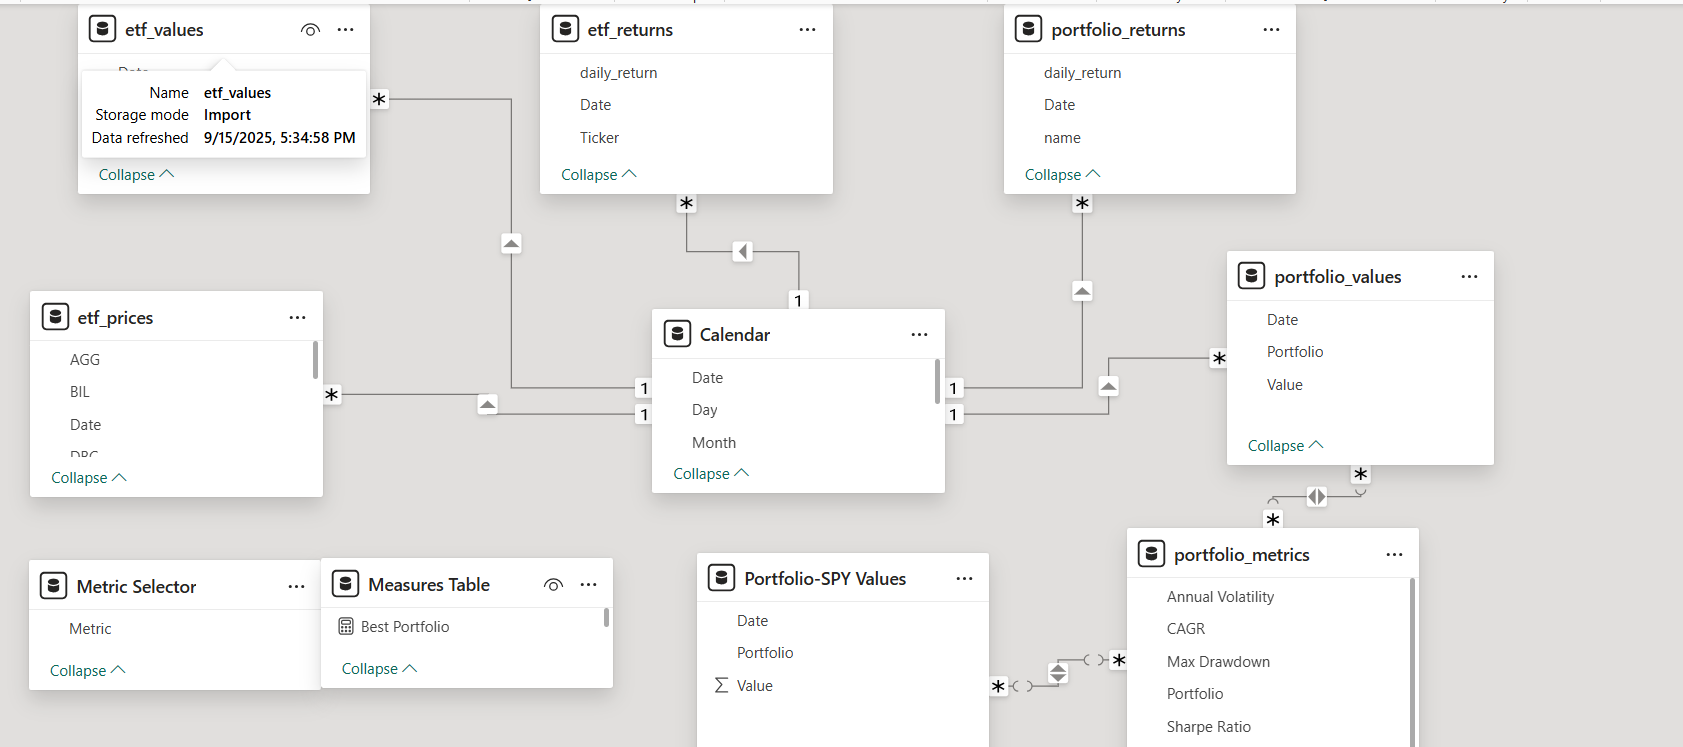 etf_values
Name etf_values
Storage mode Import
Data refreshed 9/15/2025, 5:34:58 PM
Collapse
etf_returns
daily_return
Date
Ticker
Collapse
portfolio_returns
daily_return
Date
name
Collapse
etf_prices
AGG
BIL
Date
Collapse
Calendar
Date
Day
Month
Collapse
portfolio_values
Date
Portfolio
Value
Collapse
Metric Selector
Metric
Collapse
Measures Table
Best Portfolio
Collapse
Portfolio-SPY Values
Date
Portfolio
Value
portfolio_metrics
Annual Volatility
CAGR
Max Drawdown
Portfolio
Sharpe Ratio
*
*
*
*
*
*
*
*
*
1
1
1
1
1